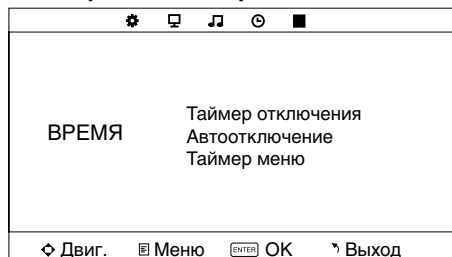 ВРЕМЯ
Таймер отключения
Автоотключение
Таймер меню
Двиг. Меню ENTER OK Выход